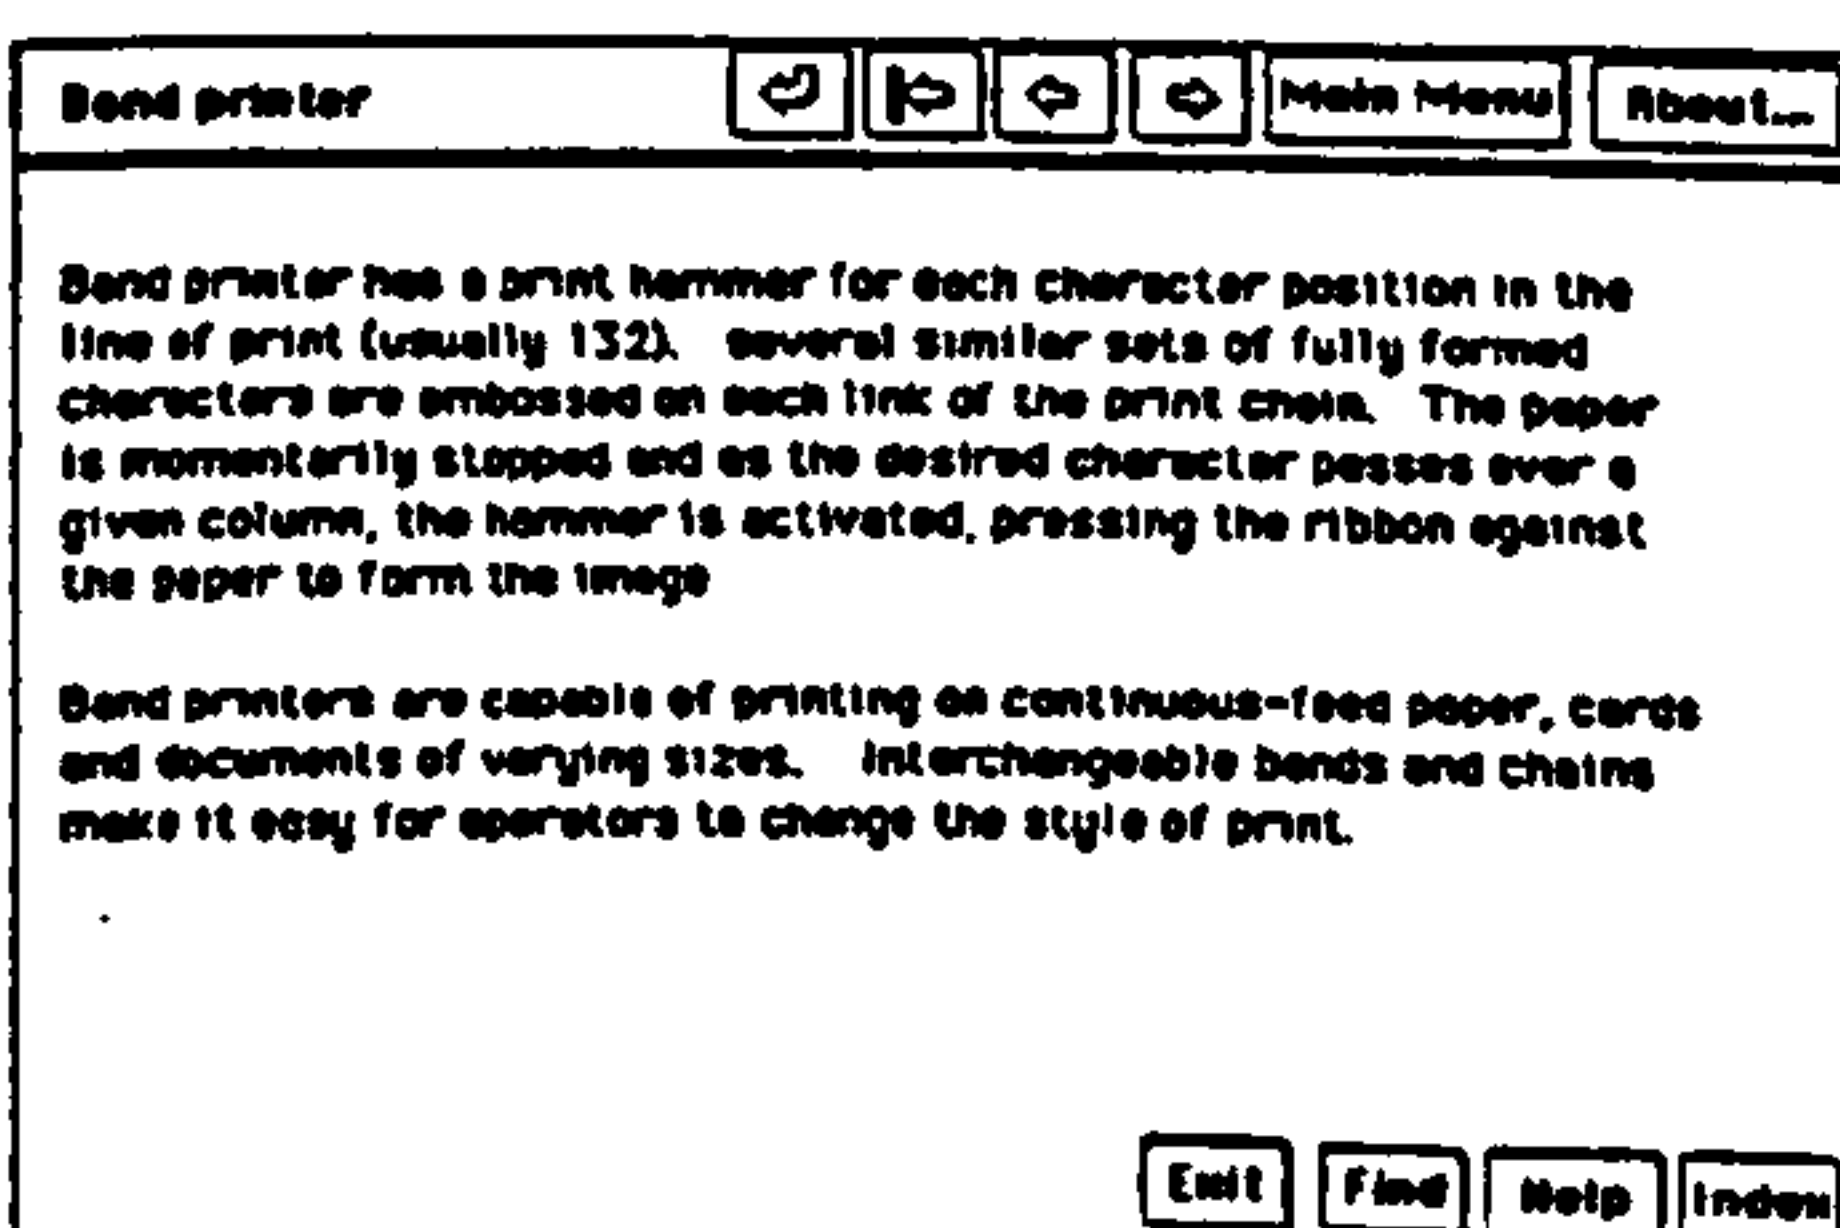 Band printer
Main Menu
About...
Band printer has a print hammer for each character position in the
line of print (usually 132). several similar sets of fully formed
characters are embossed on each link of the print chain. The paper
is momentarily stopped and as the desired character passes over a
given column, the hammer is activated, pressing the ribbon against
the paper to form the image
Band printers are capable of printing on continuous-feed paper, cards
and documents of varying sizes. Interchangeable bands and chains
make it easy for operators to change the style of print.
Exit
Find
Help
Index